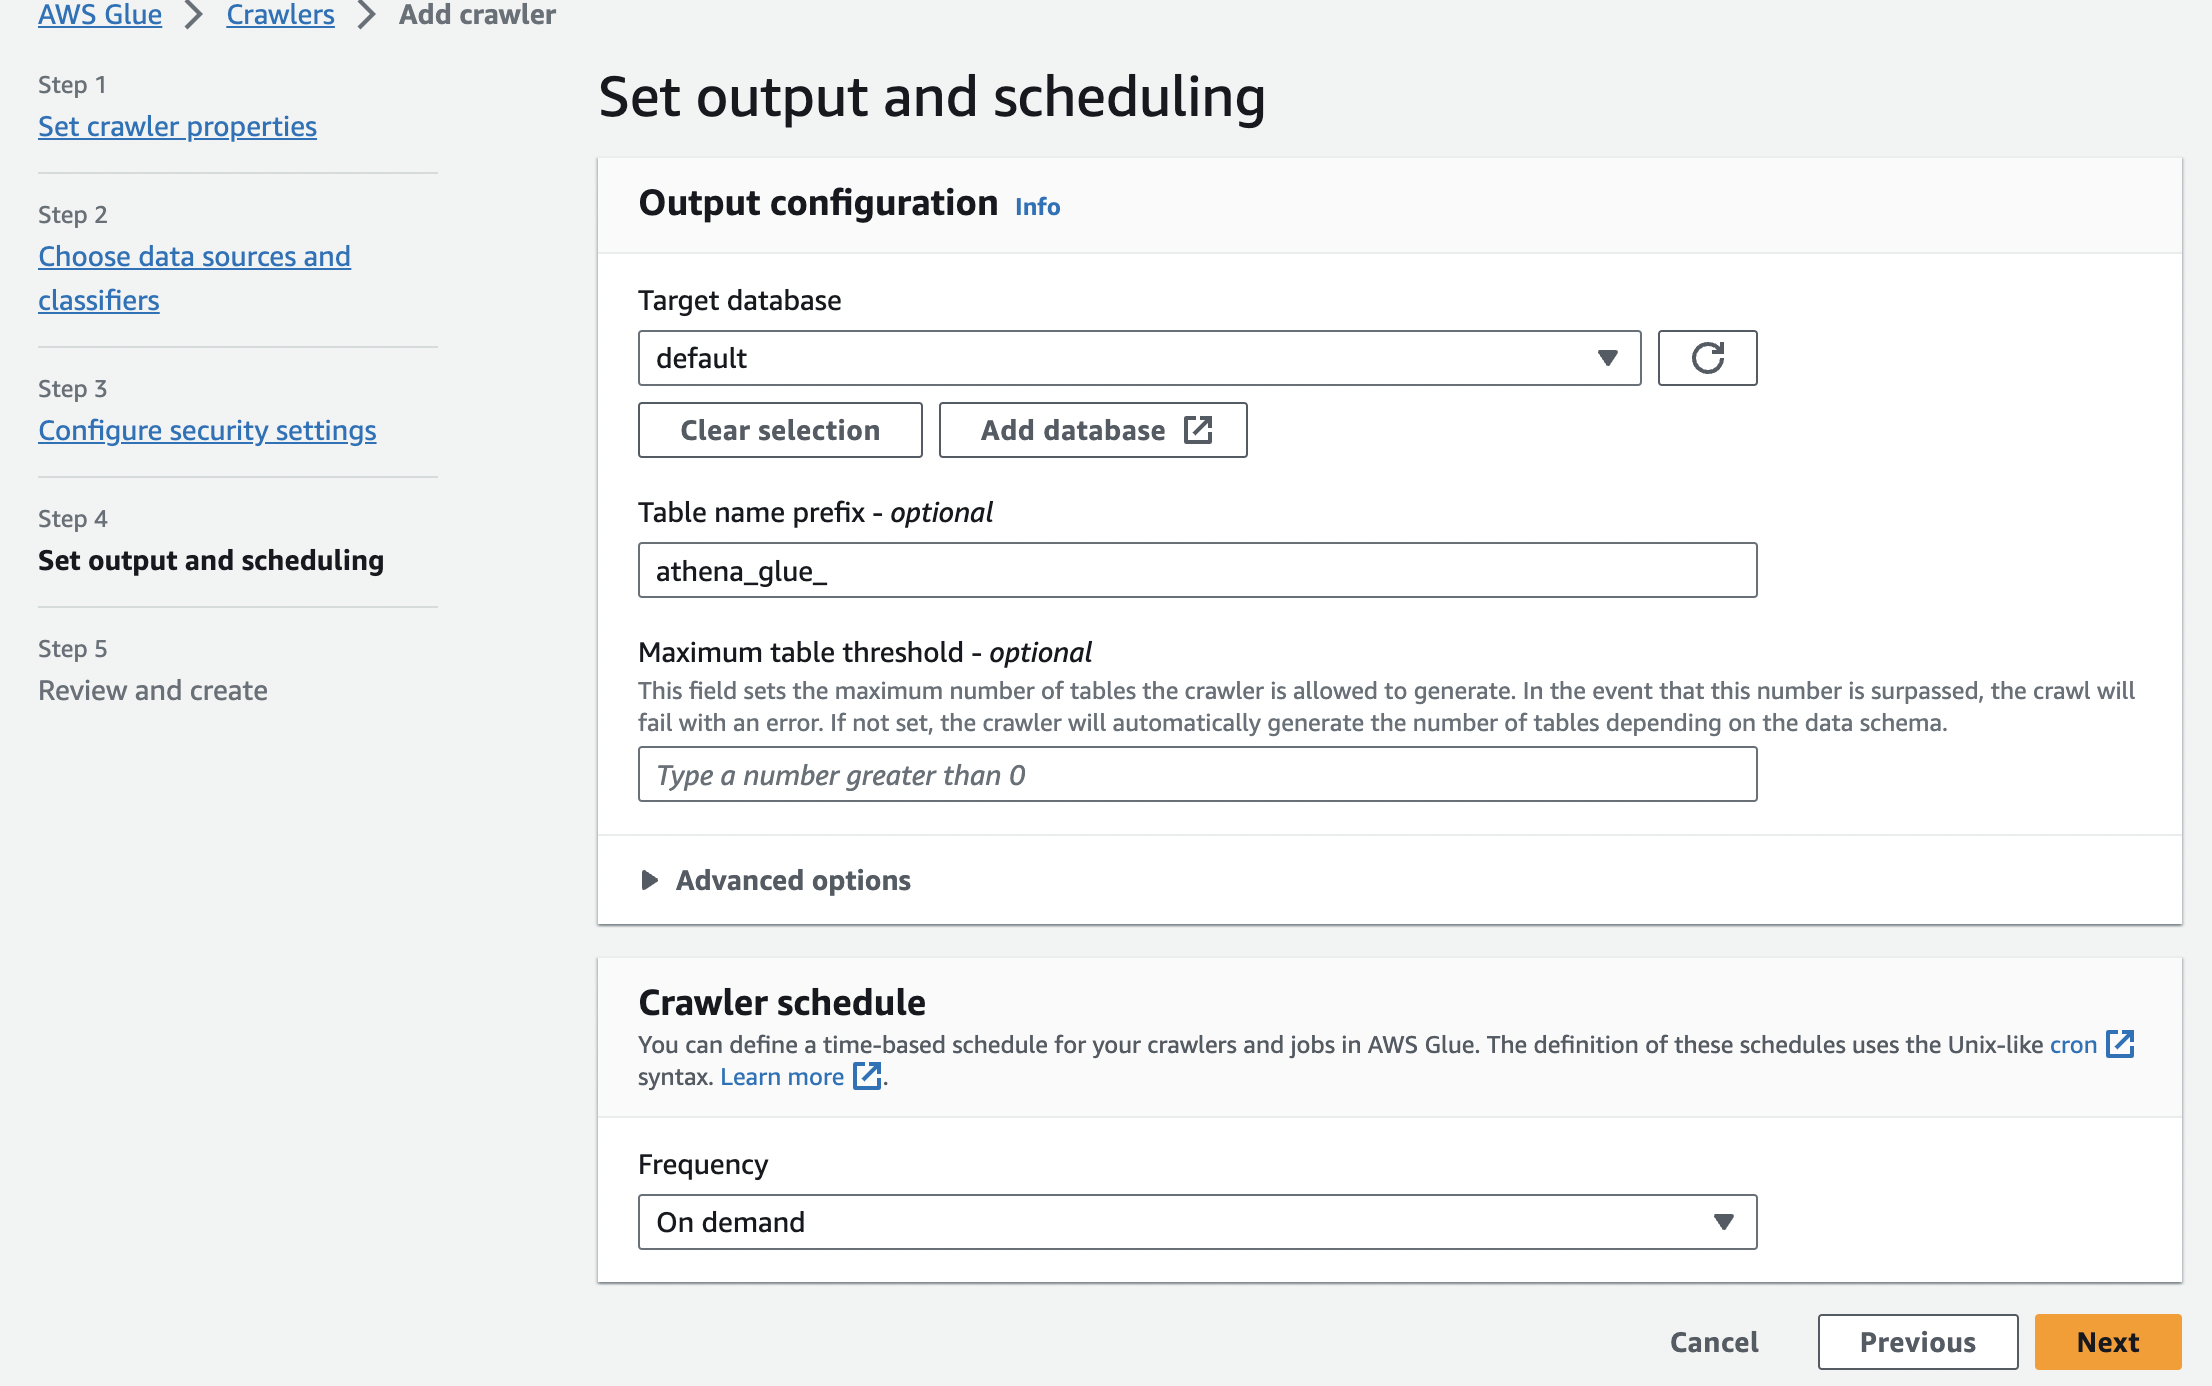 AWS Glue > Crawlers > Add crawler
Step 1
Set crawler properties
Step 2
Choose data sources and
classifiers
Step 3
Configure security settings
Step 4
Set output and scheduling
Step 5
Review and create
Set output and scheduling
Output configuration Info
Target database
default
Clear selection
Add database
Table name prefix - optional
athena_glue_
Maximum table threshold - optional
This field sets the maximum number of tables the crawler is allowed to generate. In the event that this number is surpassed, the crawl will
fail with an error. If not set, the crawler will automatically generate the number of tables depending on the data schema.
Type a number greater than 0
Advanced options
Crawler schedule
You can define a time-based schedule for your crawlers and jobs in AWS Glue. The definition of these schedules uses the Unix-like cron
syntax. Learn more .
Frequency
On demand
Cancel
Previous
Next